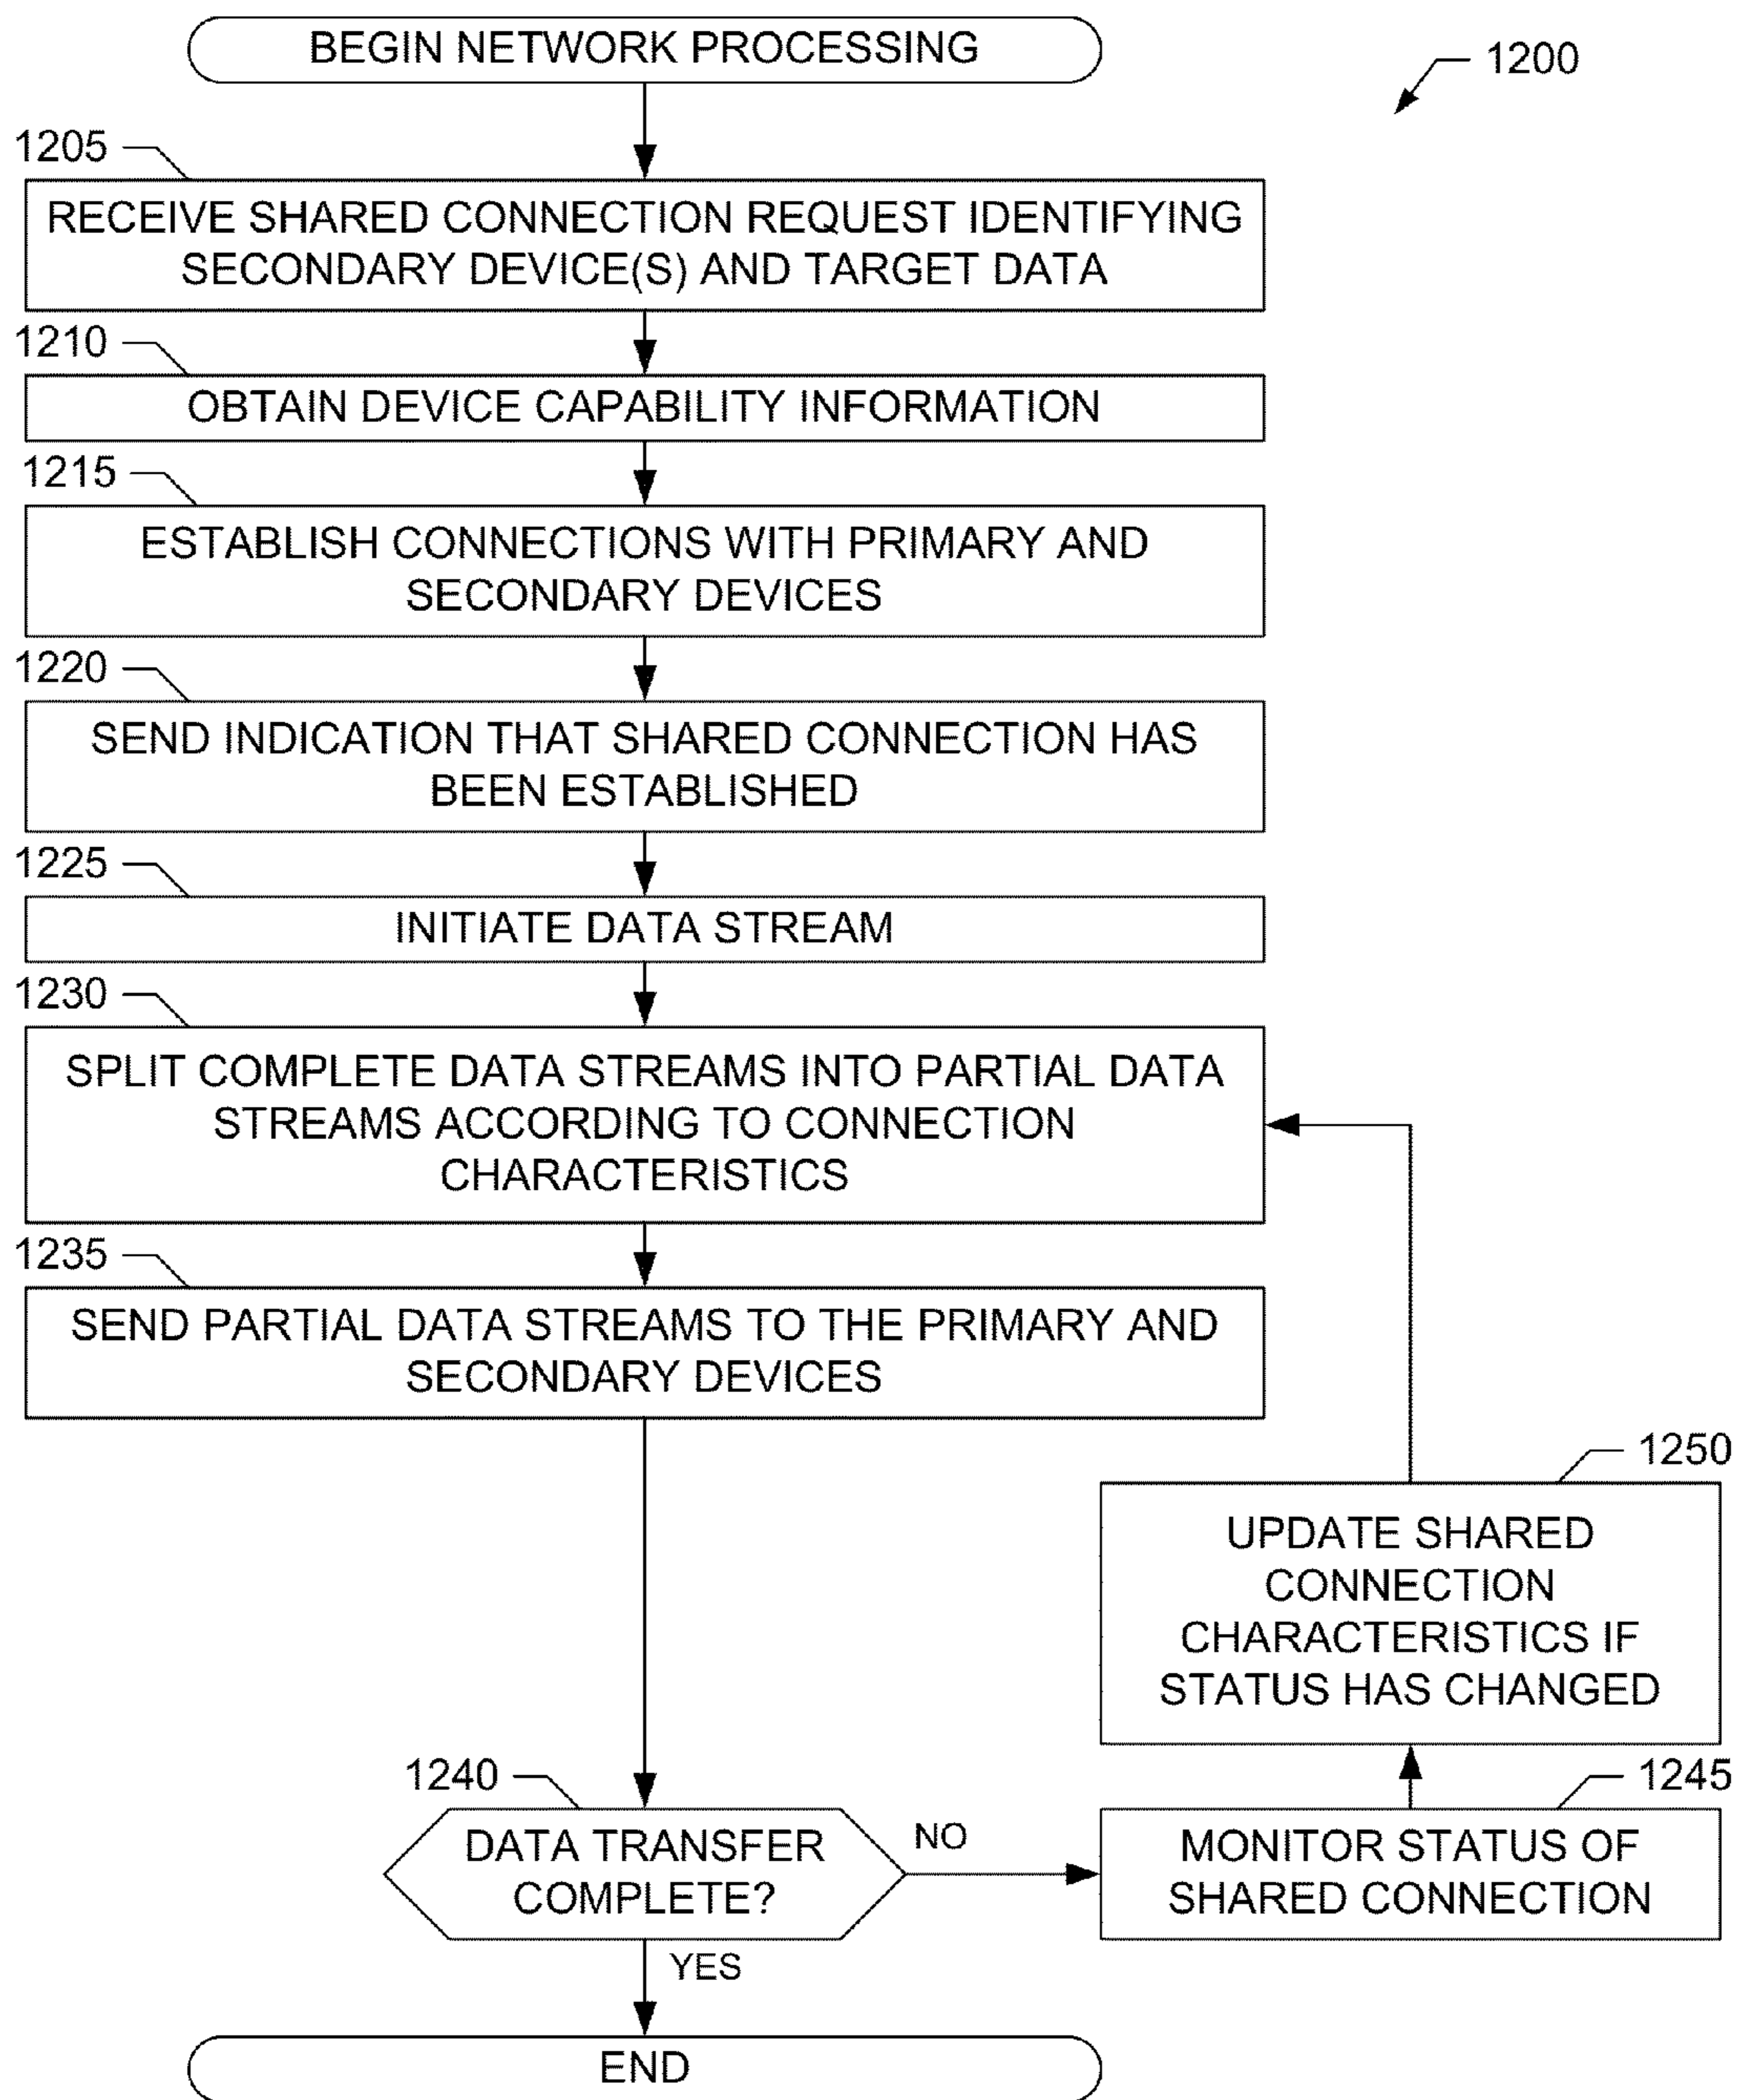 BEGIN NETWORK PROCESSING
1200
1205
RECEIVE SHARED CONNECTION REQUEST IDENTIFYING
SECONDARY DEVICE(S) AND TARGET DATA
1210
OBTAIN DEVICE CAPABILITY INFORMATION
1215
ESTABLISH CONNECTIONS WITH PRIMARY AND
SECONDARY DEVICES
1220
SEND INDICATION THAT SHARED CONNECTION HAS
BEEN ESTABLISHED
1225
INITIATE DATA STREAM
1230
SPLIT COMPLETE DATA STREAMS INTO PARTIAL DATA
STREAMS ACCORDING TO CONNECTION
CHARACTERISTICS
1235
SEND PARTIAL DATA STREAMS TO THE PRIMARY AND
SECONDARY DEVICES
1240
DATA TRANSFER
COMPLETE?
NO
YES
1245
MONITOR STATUS OF
SHARED CONNECTION
1250
UPDATE SHARED
CONNECTION
CHARACTERISTICS IF
STATUS HAS CHANGED
END